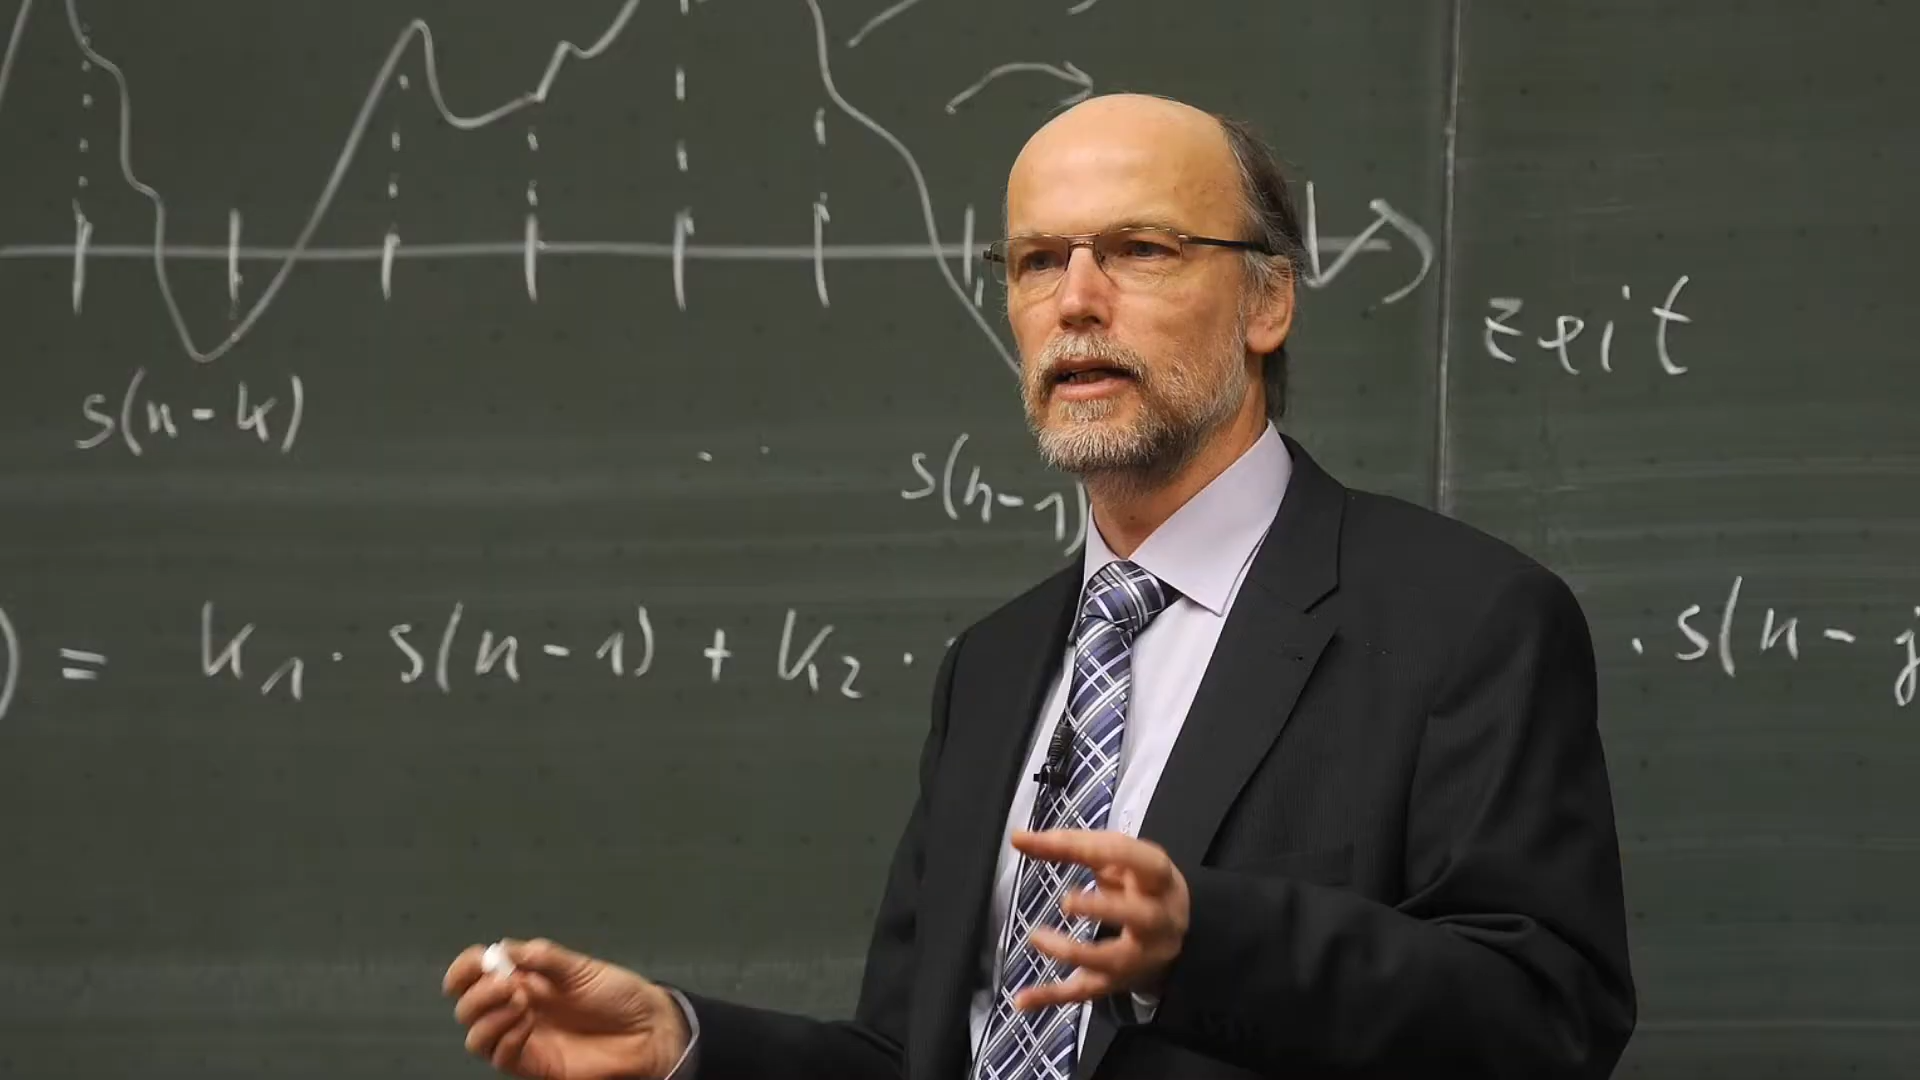 zeit
s(n-k)
s(n-1)
) = k₁ · s(n-1) + k₂ · · s(n-j